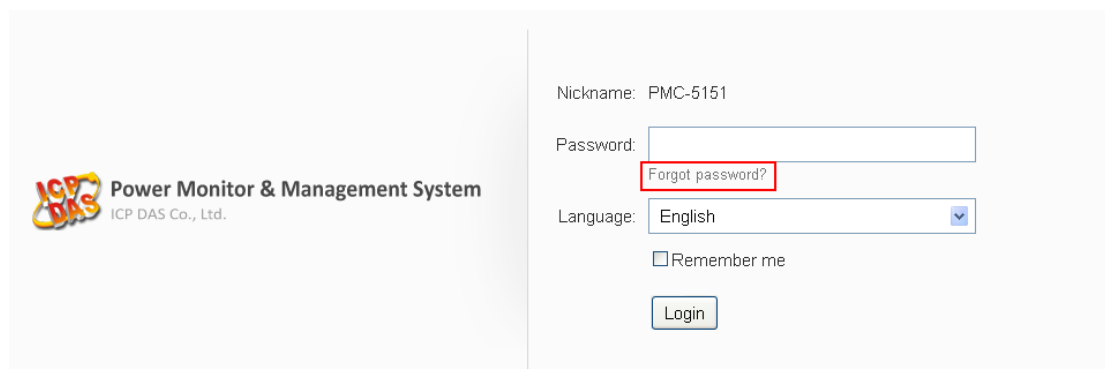 ICP
DAS
Power Monitor & Management System
ICP DAS Co., Ltd.
Nickname: PMC-5151
Password:
Forgot password?
Language: English
Remember me
Login